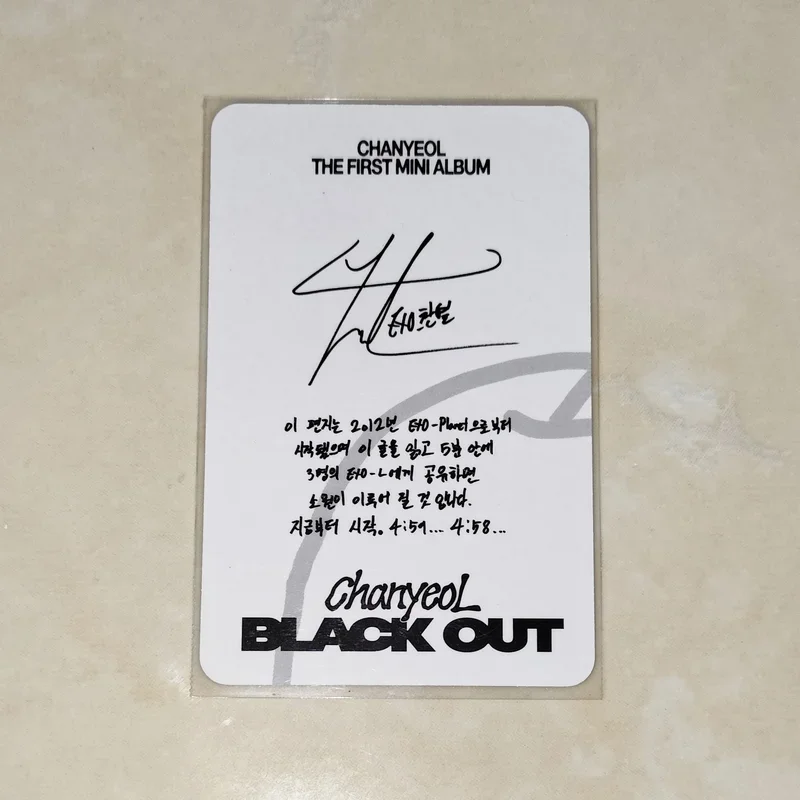 CHANYEOL
THE FIRST MINI ALBUM
EXO 찬열
이 편지는 2012년 EXO-Planet으로부터
시작됐으며 이 글을 읽고 5분 안에
3명의 EXO-L에게 공유하면
소원이 이루어 질 것 입니다.
지금부터 시작. 4:59... 4:58...
Chanyeol
BLACK OUT